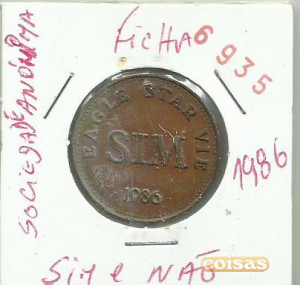 SOCIEDADE ANÓNIMA
FICHA
6935
EAGLE STAR VIE
SIM
1986
1986
SIM e NÃO
coisas